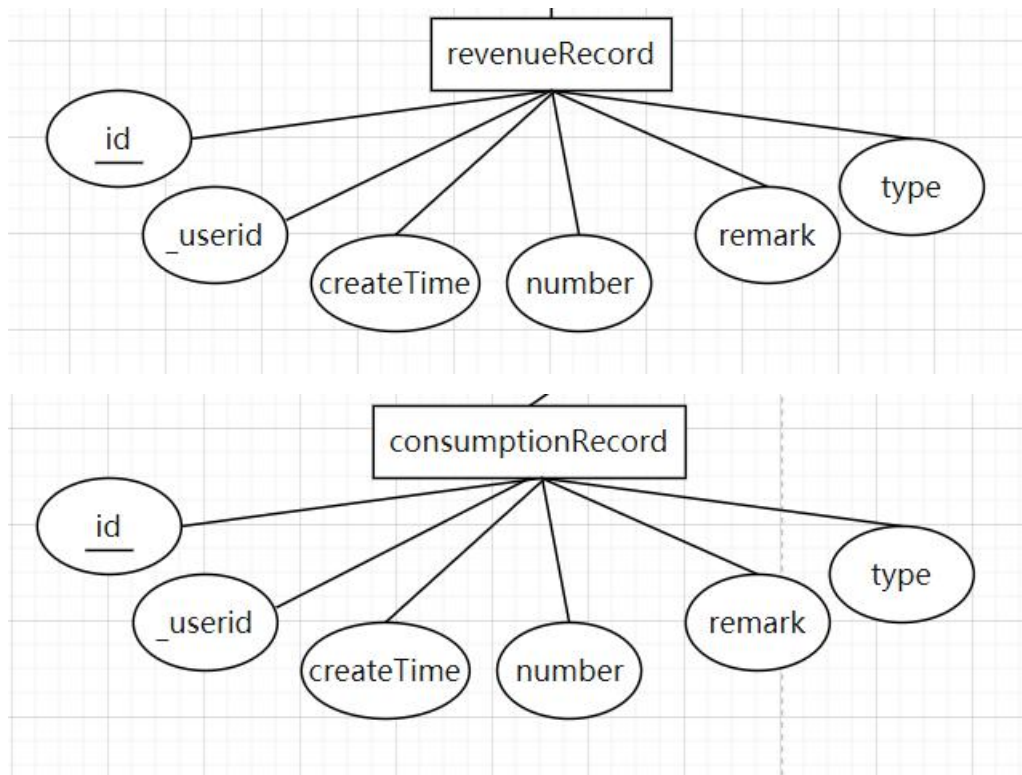 revenueRecord
id
_userid
createTime
number
remark
type
consumptionRecord
id
_userid
createTime
number
remark
type